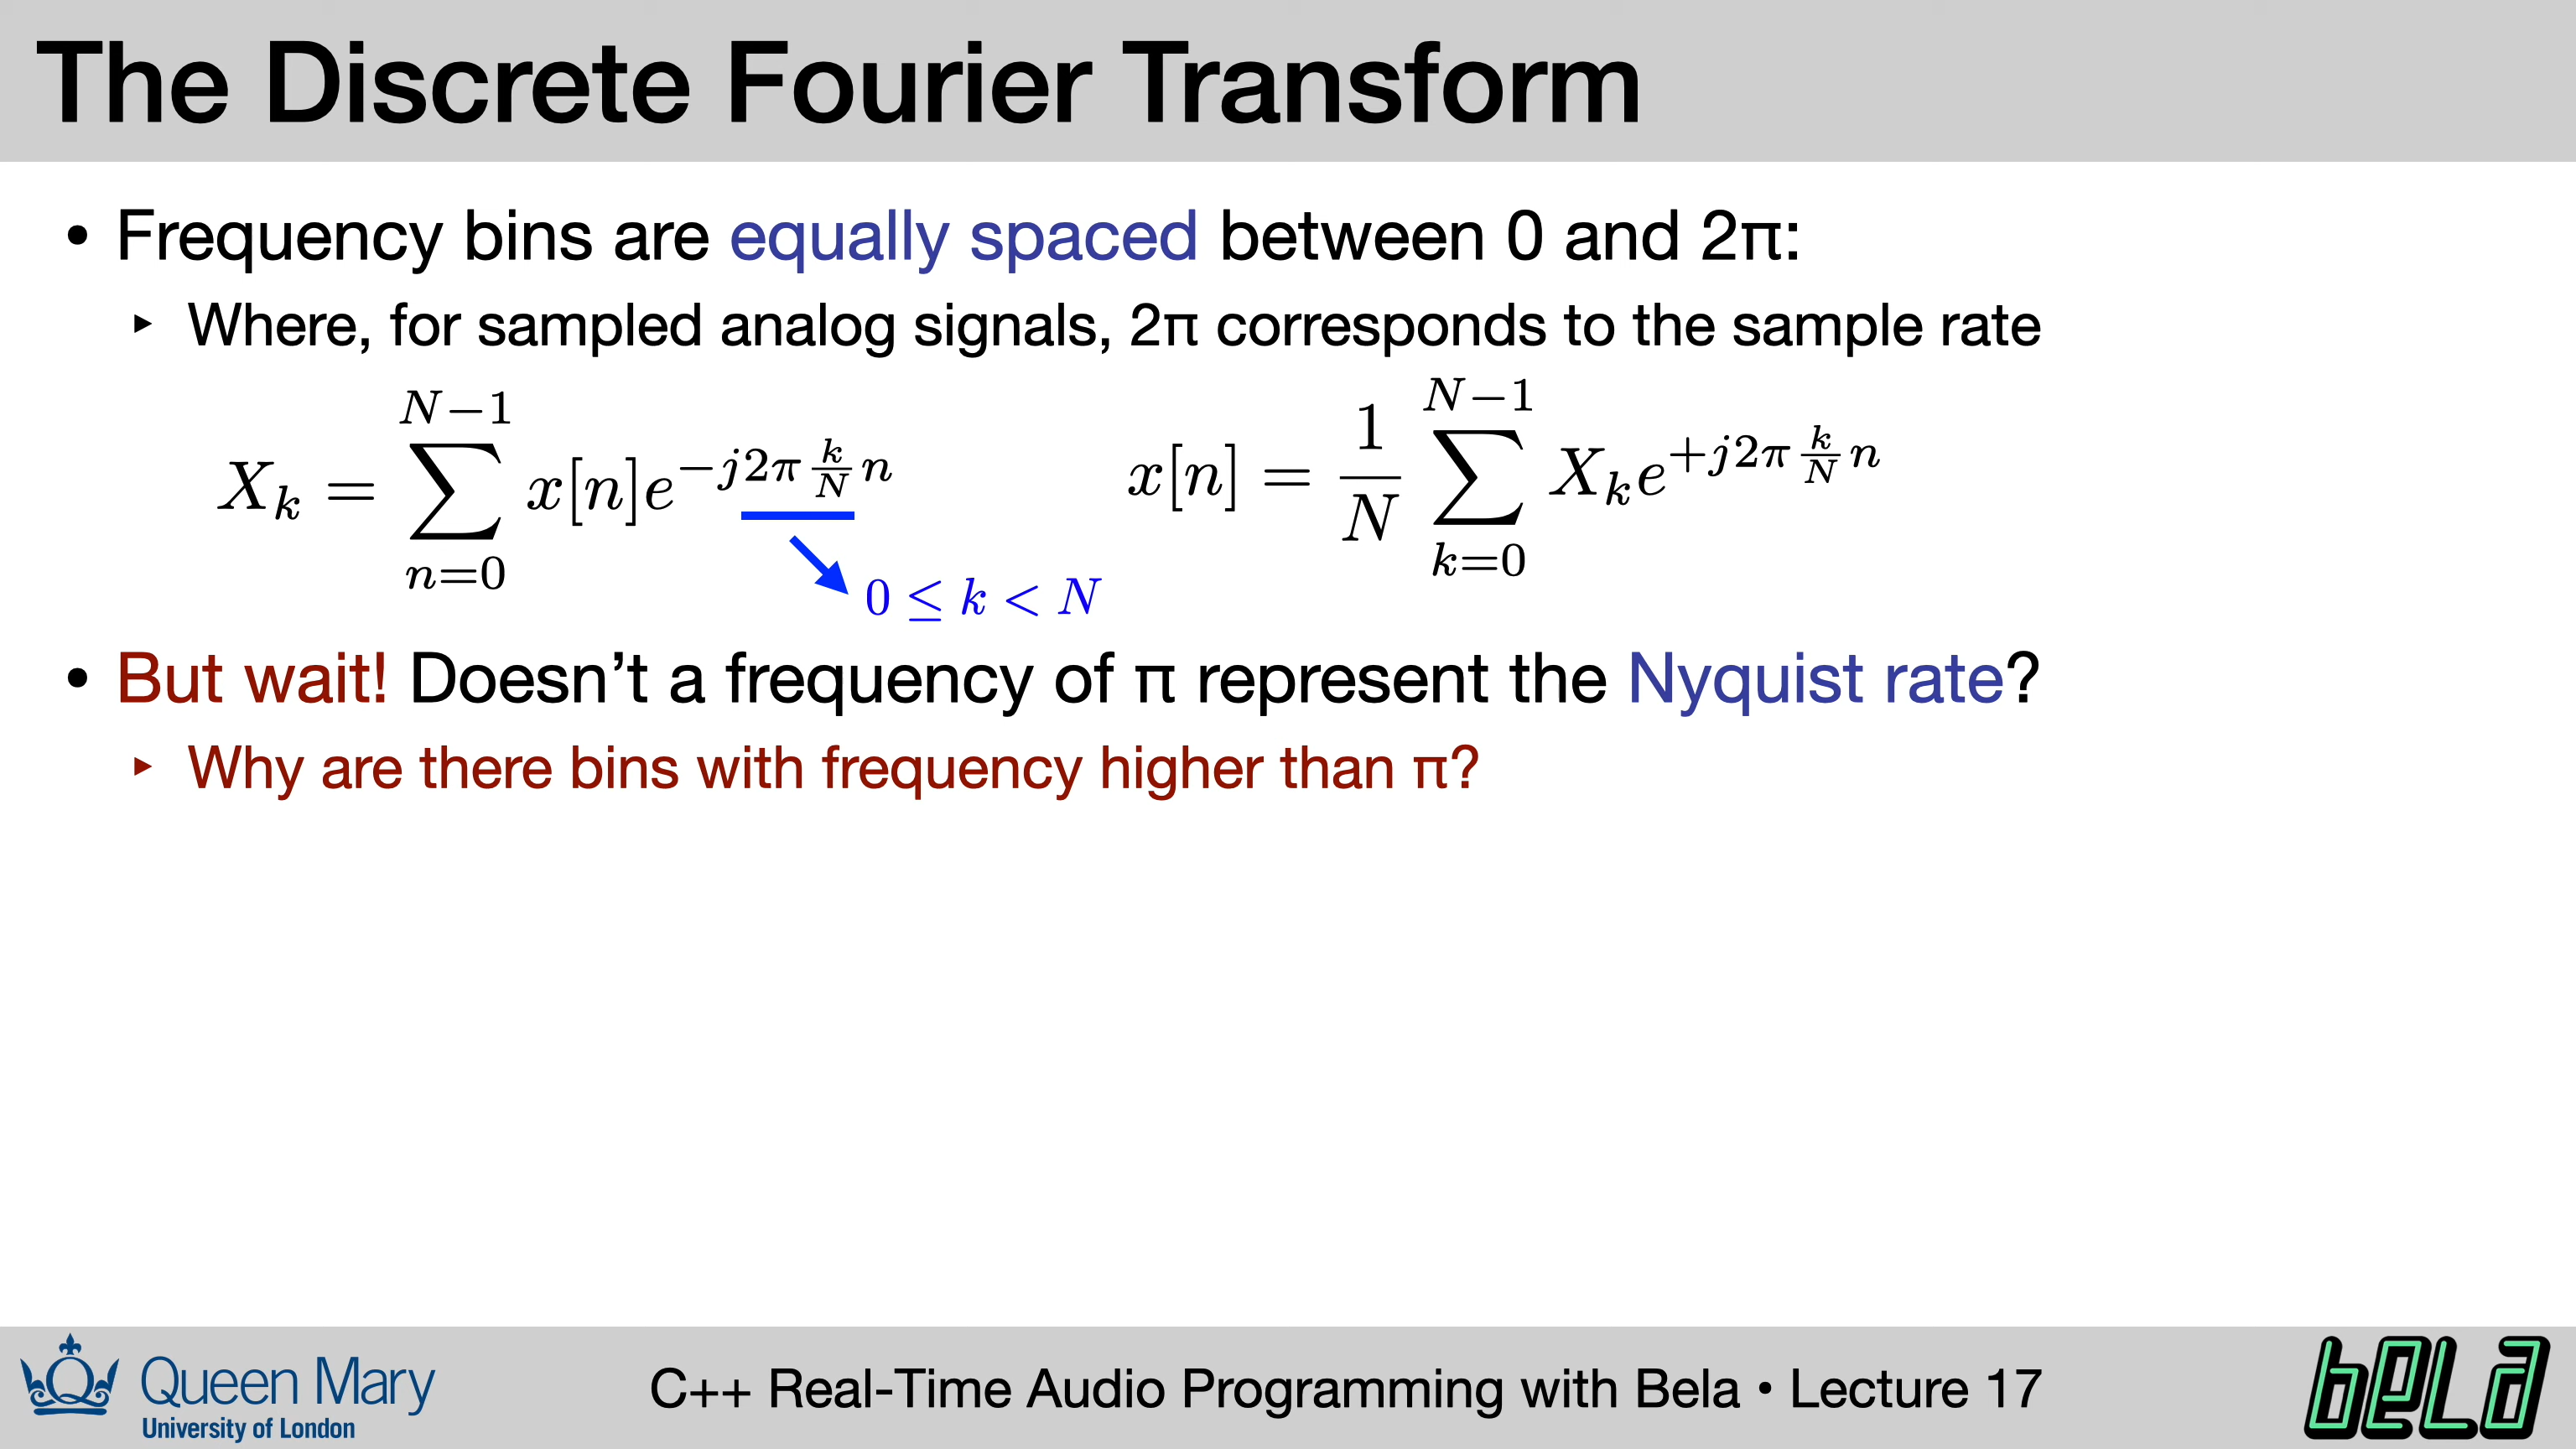 The Discrete Fourier Transform
• Frequency bins are equally spaced between 0 and 2π:
‣ Where, for sampled analog signals, 2π corresponds to the sample rate
$X_k = \sum_{n=0}^{N-1} x[n]e^{-j2\pi\frac{k}{N}n}$  $x[n] = \frac{1}{N}\sum_{k=0}^{N-1} X_k e^{+j2\pi\frac{k}{N}n}$
$0 \leq k < N$
• But wait! Doesn’t a frequency of π represent the Nyquist rate?
‣ Why are there bins with frequency higher than π?
Queen Mary
University of London
C++ Real-Time Audio Programming with Bela • Lecture 17
bela